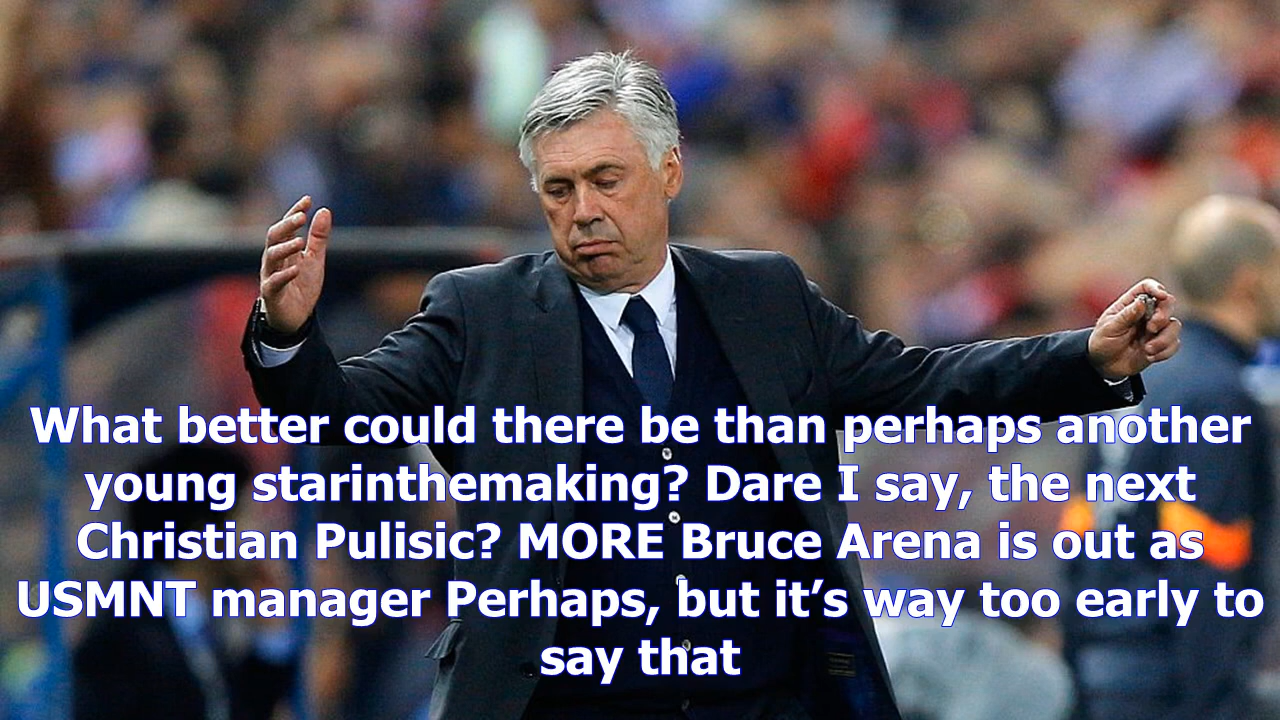 What better could there be than perhaps another
young starinthemaking? Dare I say, the next
Christian Pulisic? MORE Bruce Arena is out as
USMNT manager Perhaps, but it’s way too early to
say that